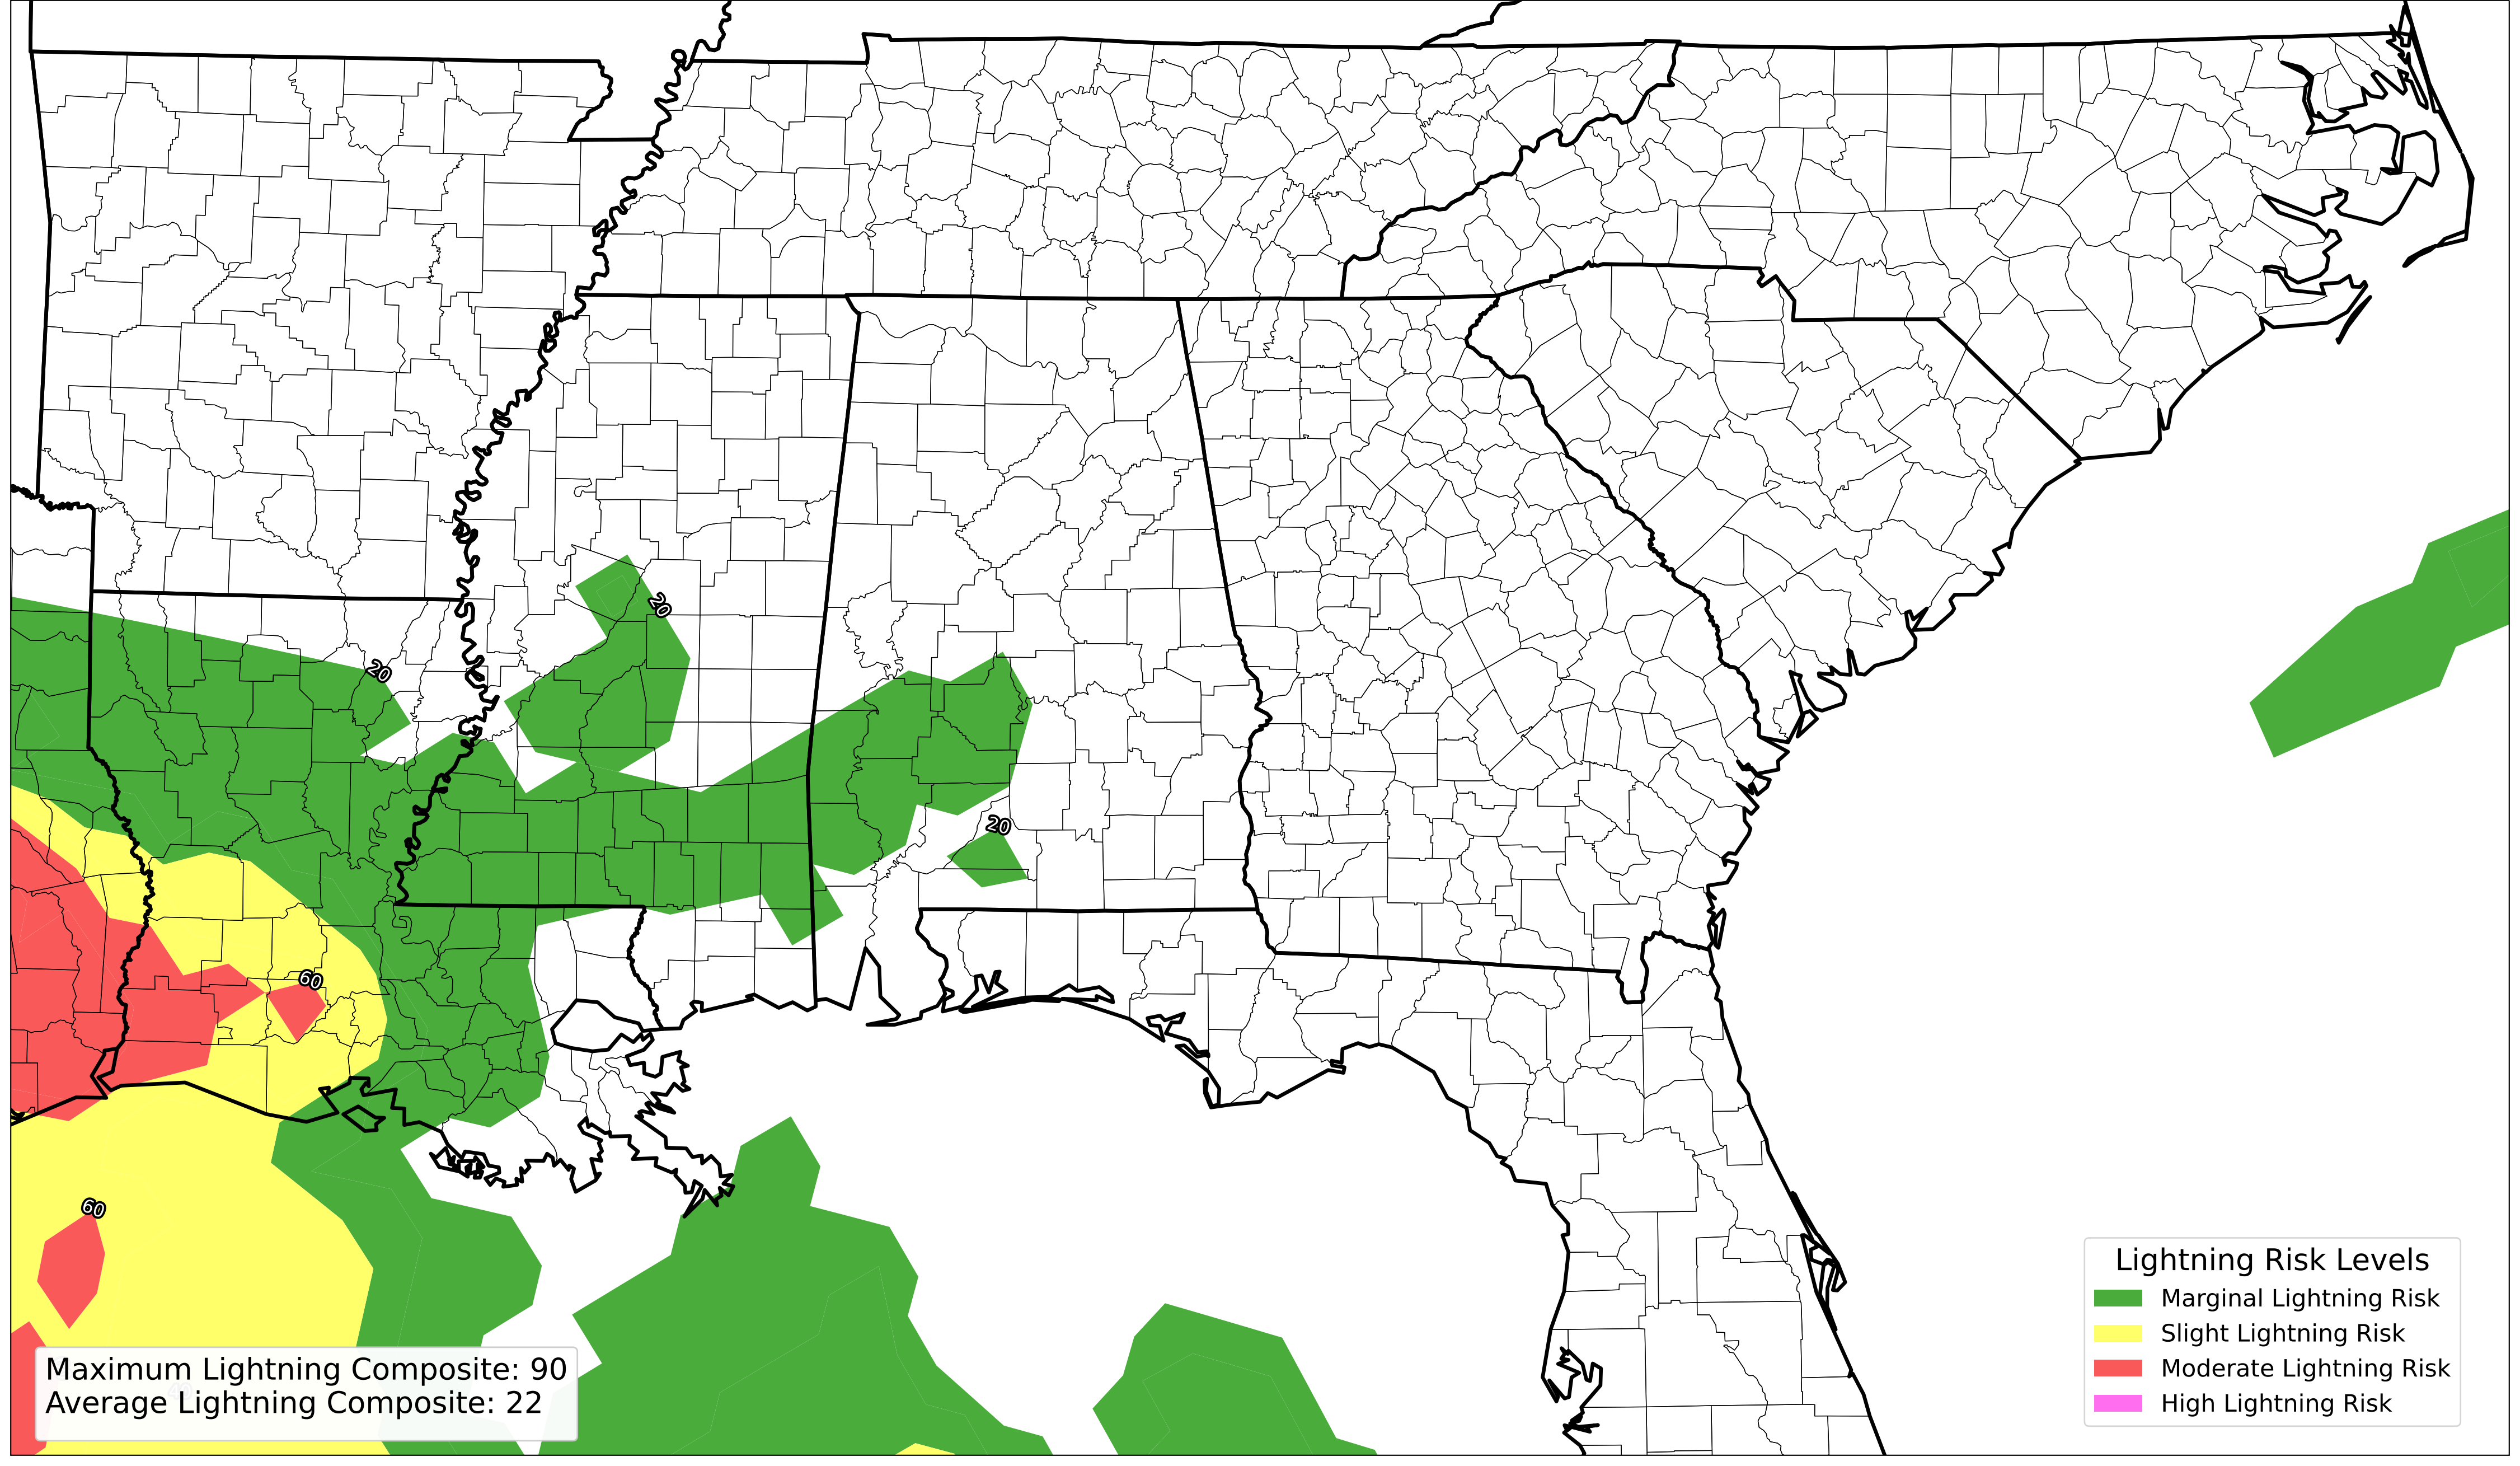 20
20
20
60
60
Maximum Lightning Composite: 90
Average Lightning Composite: 22
Lightning Risk Levels
Marginal Lightning Risk
Slight Lightning Risk
Moderate Lightning Risk
High Lightning Risk